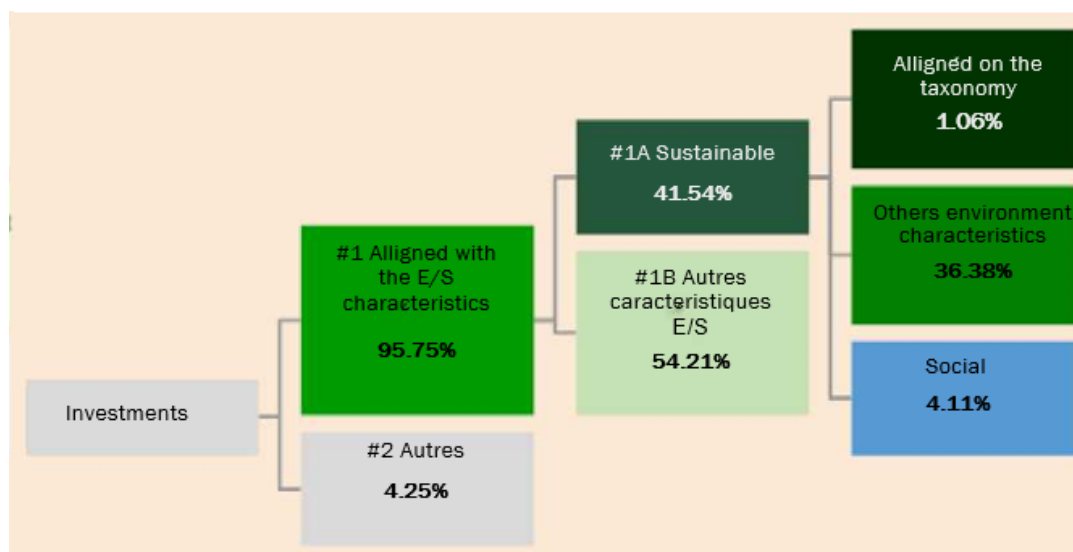 Investments
#1 Alligned with
the E/S
characteristics
95.75%
#2 Autres
4.25%
#1A Sustainable
41.54%
#1B Autres
caracteristiques
E/S
54.21%
Alligned on the
taxonomy
1.06%
Others environment
characteristics
36.38%
Social
4.11%